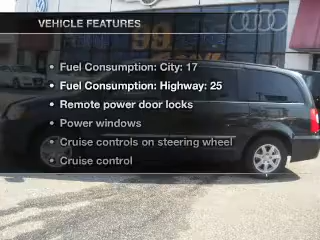 VEHICLE FEATURES
99
• Fuel Consumption: City: 17
• Fuel Consumption: Highway: 25
• Remote power door locks
• Power windows
• Cruise controls on steering wheel
• Cruise control